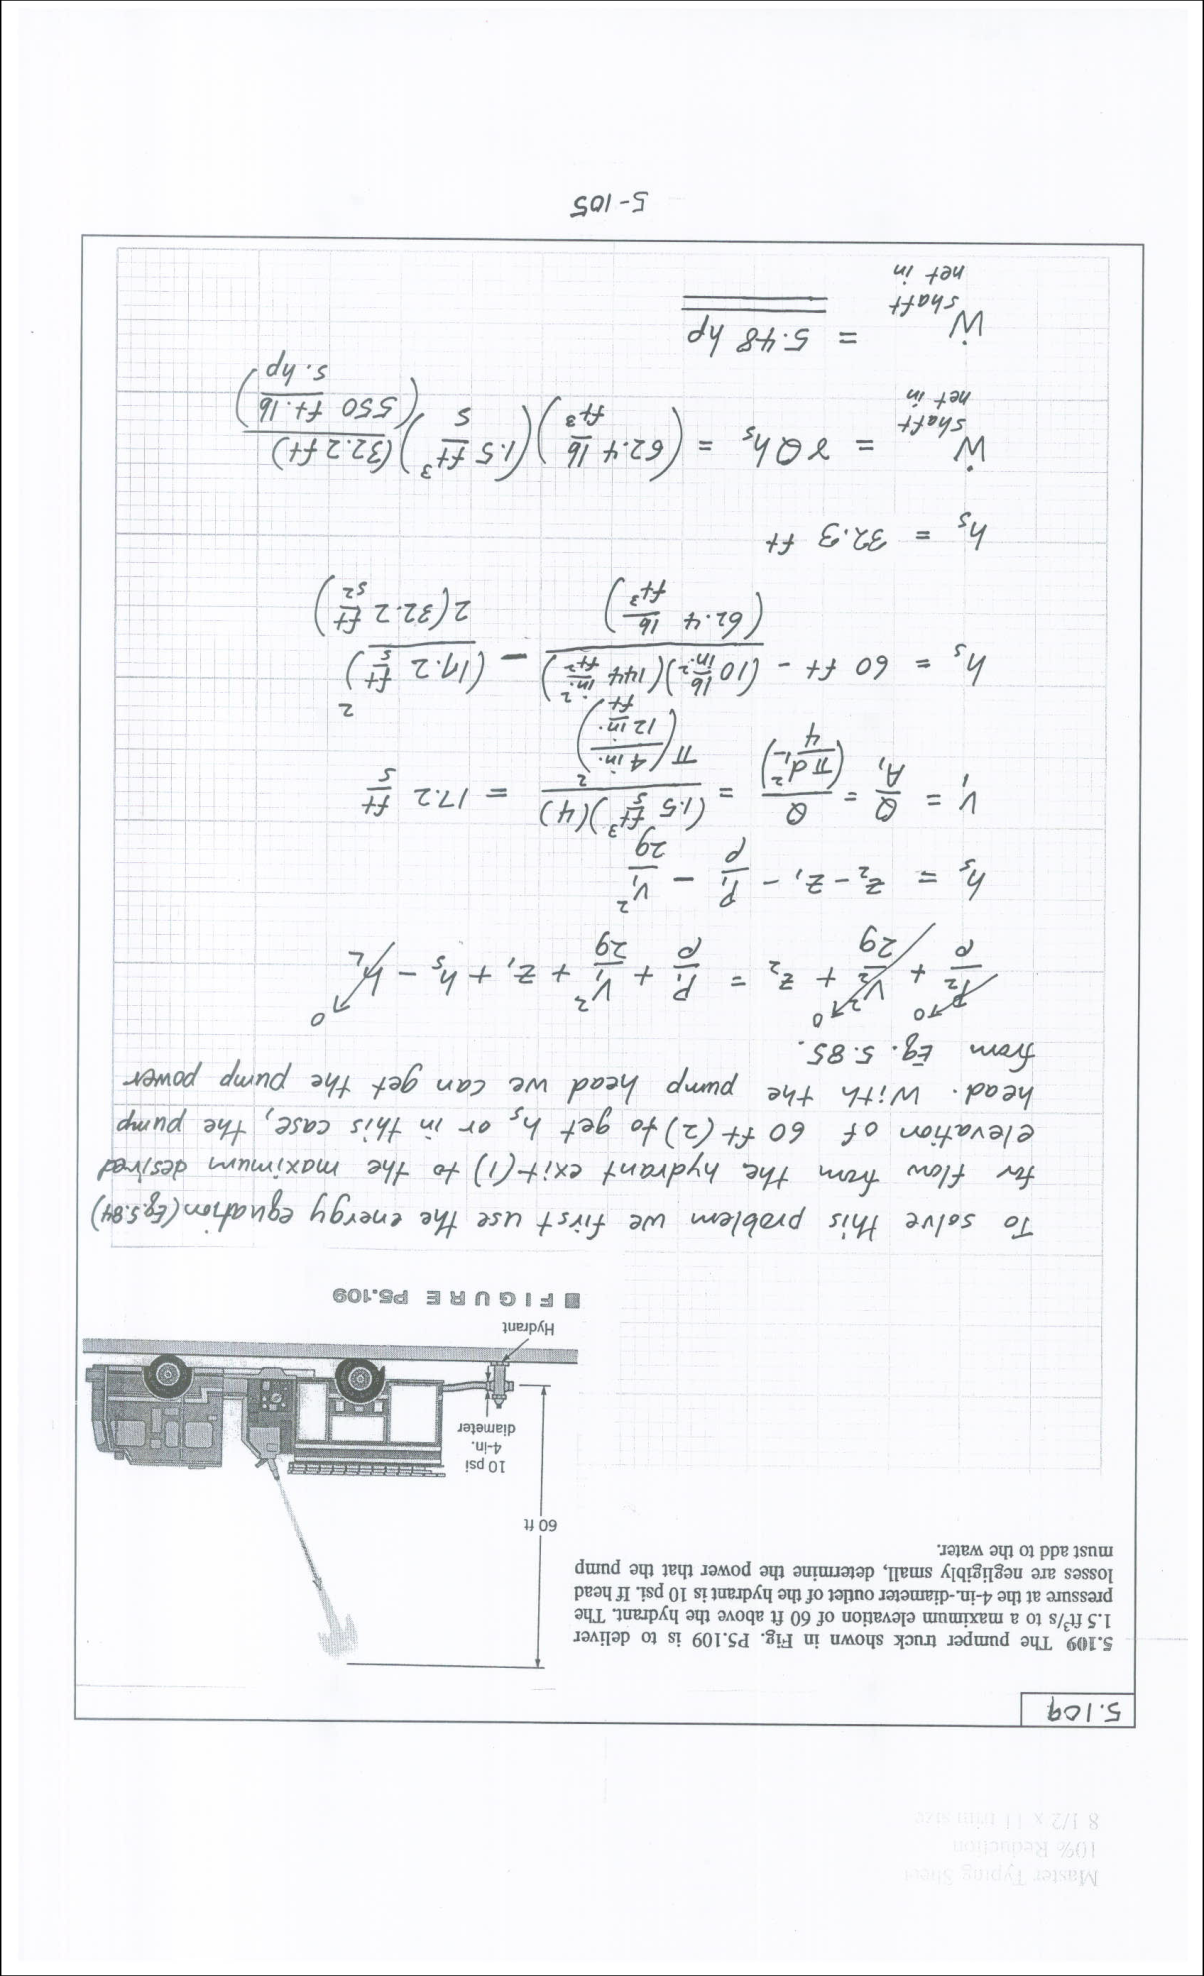 Master Typing Sheet
10% Reduction
8 1/2 x 11 trim size
5.109
5.109 The pumper truck shown in Fig. P5.109 is to deliver
1.5 ft³/s to a maximum elevation of 60 ft above the hydrant. The
pressure at the 4-in.-diameter outlet of the hydrant is 10 psi. If head
losses are negligibly small, determine the power that the pump
must add to the water.
60 ft
10 psi
4-in.
diameter
Hydrant
■ FIGURE P5.109
To solve this problem we first use the energy equation (Eq. 5.84)
for flow from the hydrant exit (1) to the maximum desired
elevation of 60 ft (2) to get hₛ or in this case, the pump
head. With the pump head we can get the pump power
from Eq. 5.85.
P₂/ρ →0 + V₂²/2g →0 + z₂ = P₁/ρ + V₁²/2g + z₁ + hₛ - h_L →0
hₛ = z₂ - z₁ - P₁/ρ - V₁²/2g
V₁ = Q/A₁ = Q/(πd₁²/4) = (1.5 ft³/s)(4)/π(4 in./12 in./ft)² = 17.2 ft/s
hₛ = 60 ft - (10 lb/in.²)(144 in.²/ft²)/(62.4 lb/ft³) - (17.2 ft/s)²/2(32.2 ft/s²)
hₛ = 32.3 ft
Ẇ shaft net in = γQhₛ = (62.4 lb/ft³)(1.5 ft³/s)(32.2 ft)/(550 ft.lb/s.hp)
Ẇ shaft net in = 5.48 hp
5-105